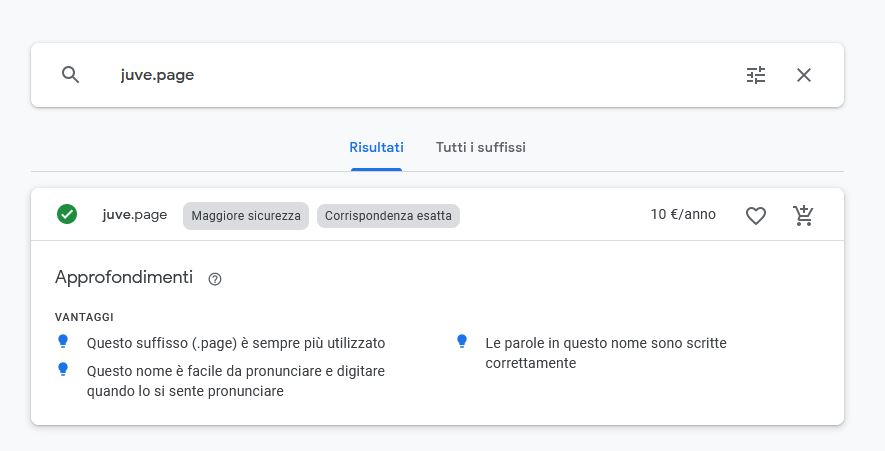 juve.page
Risultati Tutti i suffissi
juve.page Maggiore sicurezza Corrispondenza esatta 10 €/anno
Approfondimenti
VANTAGGI
Questo suffisso (.page) è sempre più utilizzato
Questo nome è facile da pronunciare e digitare
quando lo si sente pronunciare
Le parole in questo nome sono scritte
correttamente